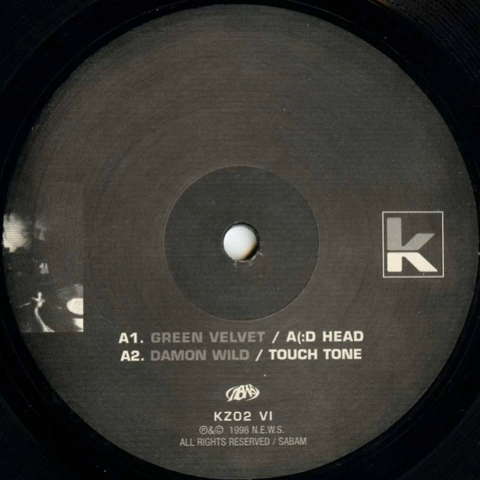 k
A1. GREEN VELVET / A(:D HEAD
A2. DAMON WILD / TOUCH TONE
KZ02 VI
℗&© 1998 N.E.W.S.
ALL RIGHTS RESERVED / SABAM